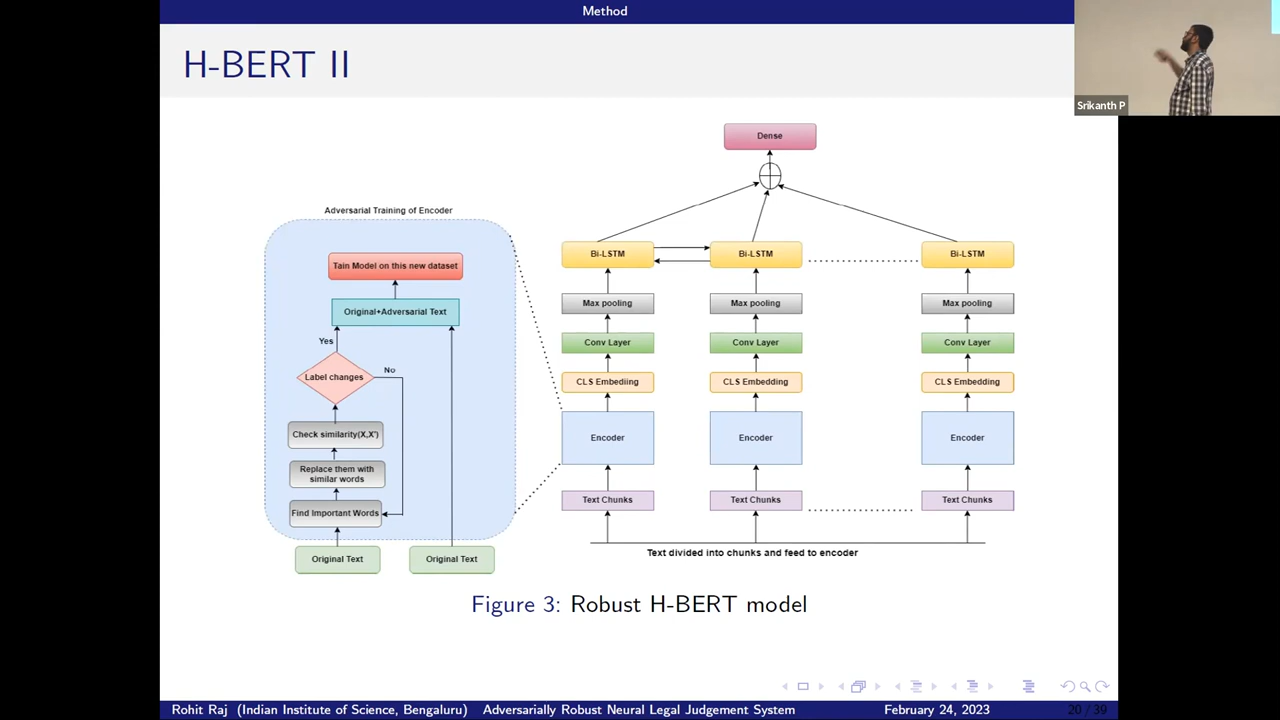 Method
H-BERT II
Srikanth P
Dense
Adversarial Training of Encoder
Tain Model on this new dataset
Original+Adversarial Text
Yes
Label changes
No
Check similarity(X,X')
Replace them with
similar words
Find Important Words
Original Text
Original Text
Bi-LSTM
Bi-LSTM
Bi-LSTM
Max pooling
Max pooling
Max pooling
Conv Layer
Conv Layer
Conv Layer
CLS Embediing
CLS Embedding
CLS Embedding
Encoder
Encoder
Encoder
Text Chunks
Text Chunks
Text Chunks
Text divided into chunks and feed to encoder
Figure 3: Robust H-BERT model
Rohit Raj (Indian Institute of Science, Bengaluru) Adversarially Robust Neural Legal Judgement System February 24, 2023 20 / 39